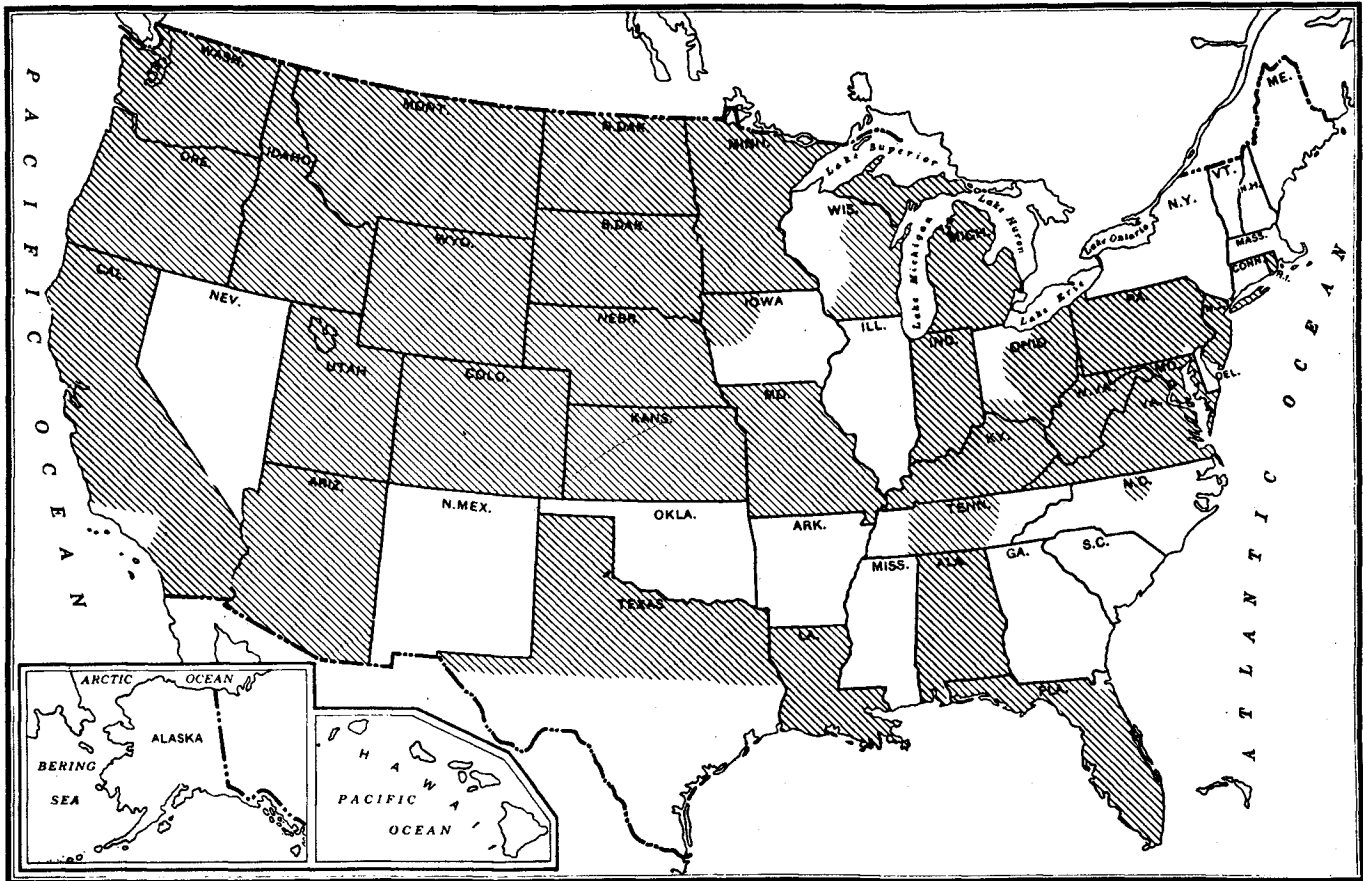 PACIFIC OCEAN
WASH.
ORE.
CAL.
IDAHO
NEV.
MONT.
WYO.
UTAH
ARIZ.
COLO.
N.MEX.
N.DAK.
S.DAK.
NEBR.
KANS.
OKLA.
TEXAS
MINN.
IOWA
MO.
ARK.
LA.
WIS.
ILL.
MICH.
IND.
OHIO
KY.
TENN.
MISS.
ALA.
GA.
FLA.
S.C.
N.C.
VA.
W.VA.
MD.
DEL.
PA.
N.J.
N.Y.
CONN.
R.I.
MASS.
VT.
N.H.
ME.
Lake Superior
Lake Michigan
Lake Huron
Lake Erie
Lake Ontario
ATLANTIC OCEAN
ARCTIC OCEAN
ALASKA
BERING
SEA
HAWA
PACIFIC
OCEAN